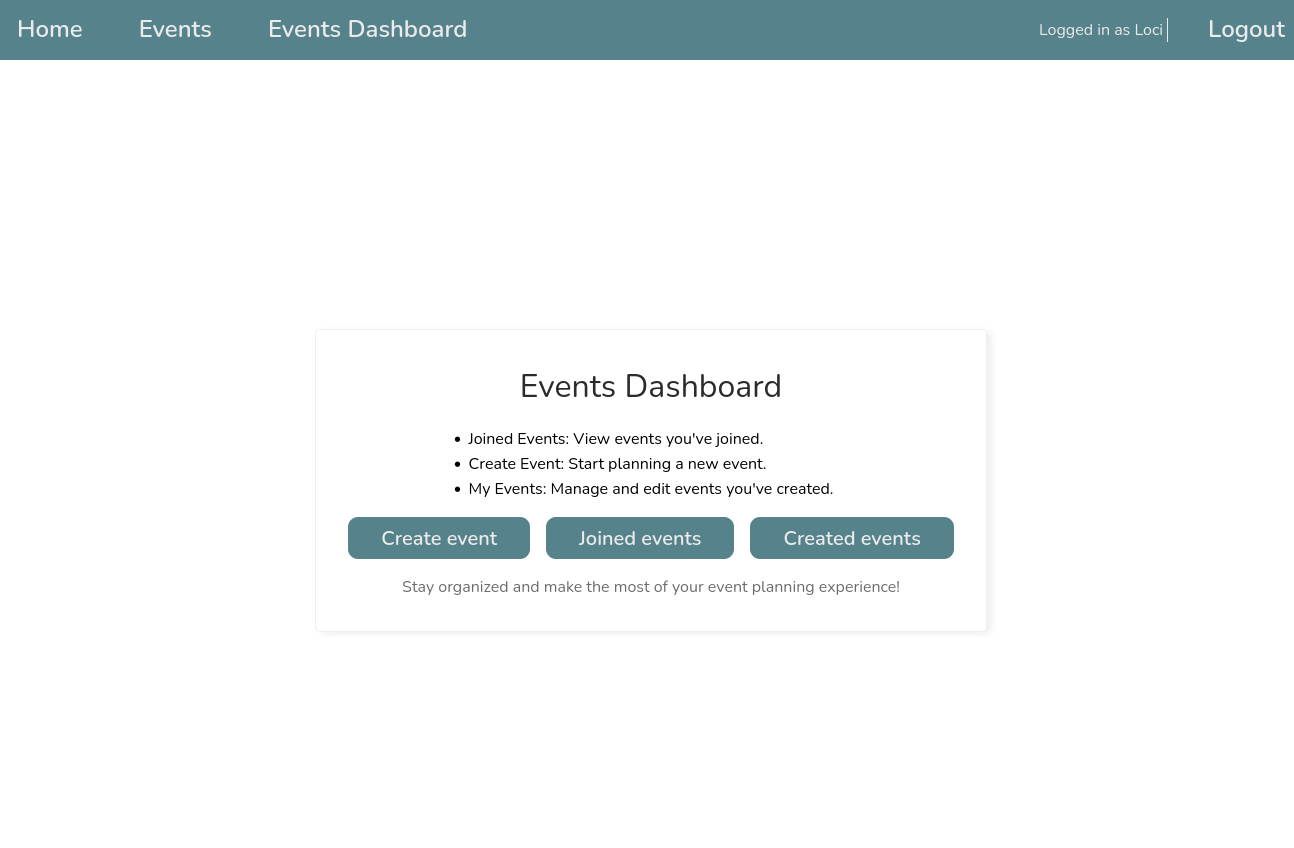 Home Events Events Dashboard Logged in as Loci Logout
Events Dashboard
• Joined Events: View events you've joined.
• Create Event: Start planning a new event.
• My Events: Manage and edit events you've created.
Create event Joined events Created events
Stay organized and make the most of your event planning experience!